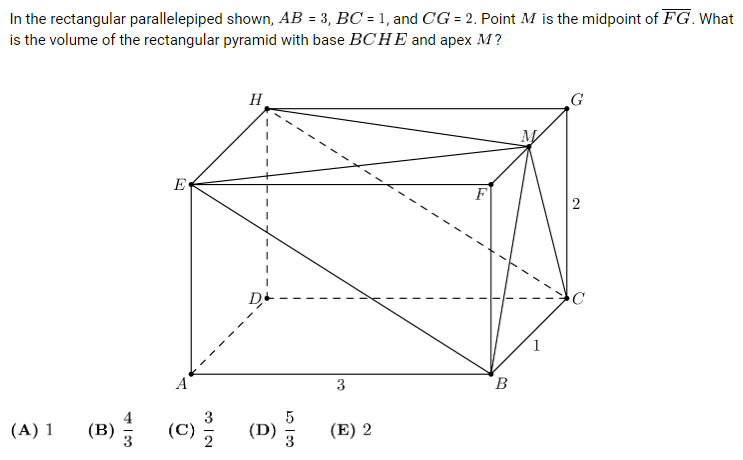 In the rectangular parallelepiped shown, AB = 3, BC = 1, and CG = 2. Point M is the midpoint of \overline{FG}. What
is the volume of the rectangular pyramid with base BCHE and apex M?
H
G
M
E
F
2
D
C
1
A
3
B
(A) 1 (B) 4/3 (C) 3/2 (D) 5/3 (E) 2